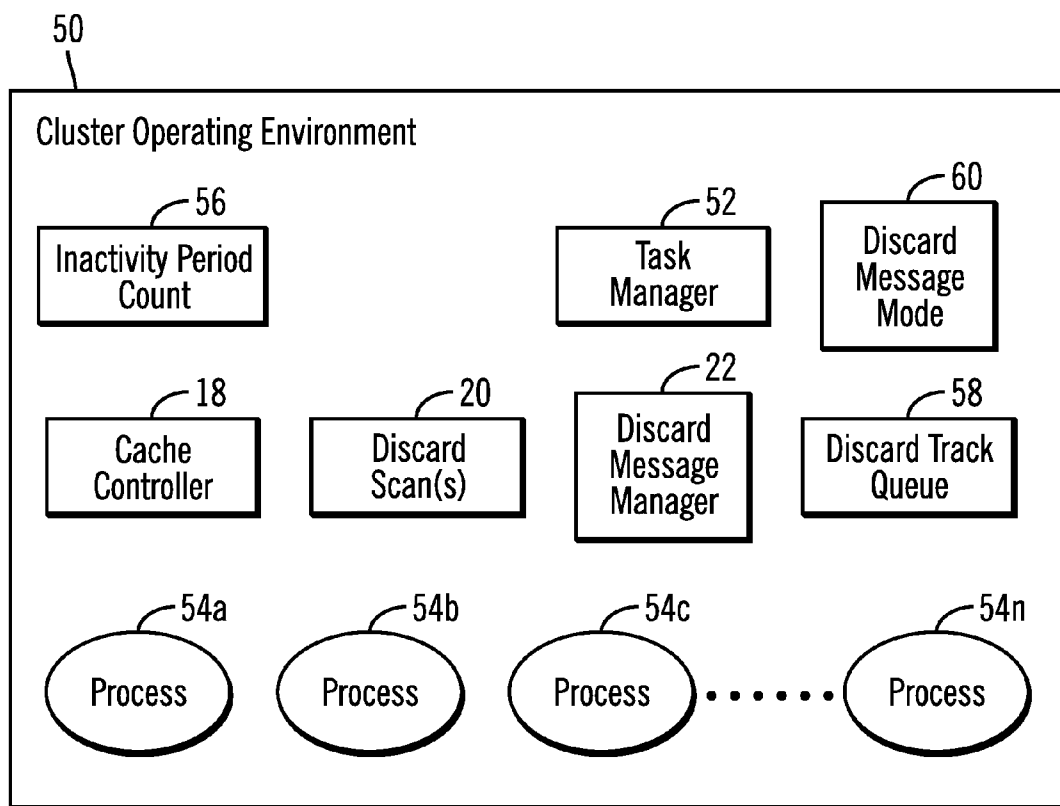 50
Cluster Operating Environment
56
Inactivity Period
Count
52
Task
Manager
60
Discard
Message
Mode
18
Cache
Controller
20
Discard
Scan(s)
22
Discard
Message
Manager
58
Discard Track
Queue
54a
Process
54b
Process
54c
Process
54n
Process